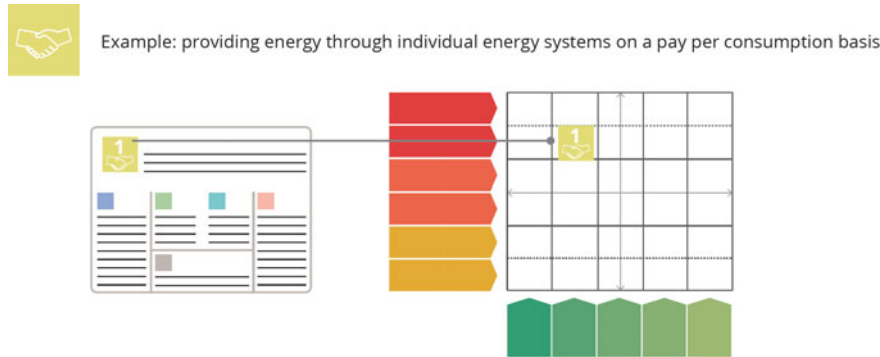 Example: providing energy through individual energy systems on a pay per consumption basis
1
1